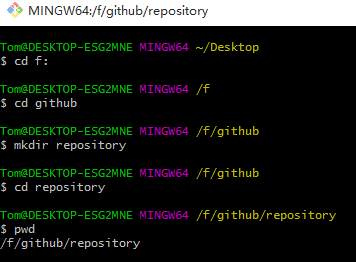 MINGW64:/f/github/repository
Tom@DESKTOP-ESG2MNE MINGW64 ~/Desktop
$ cd f:
Tom@DESKTOP-ESG2MNE MINGW64 /f
$ cd github
Tom@DESKTOP-ESG2MNE MINGW64 /f/github
$ mkdir repository
Tom@DESKTOP-ESG2MNE MINGW64 /f/github
$ cd repository
Tom@DESKTOP-ESG2MNE MINGW64 /f/github/repository
$ pwd
/f/github/repository